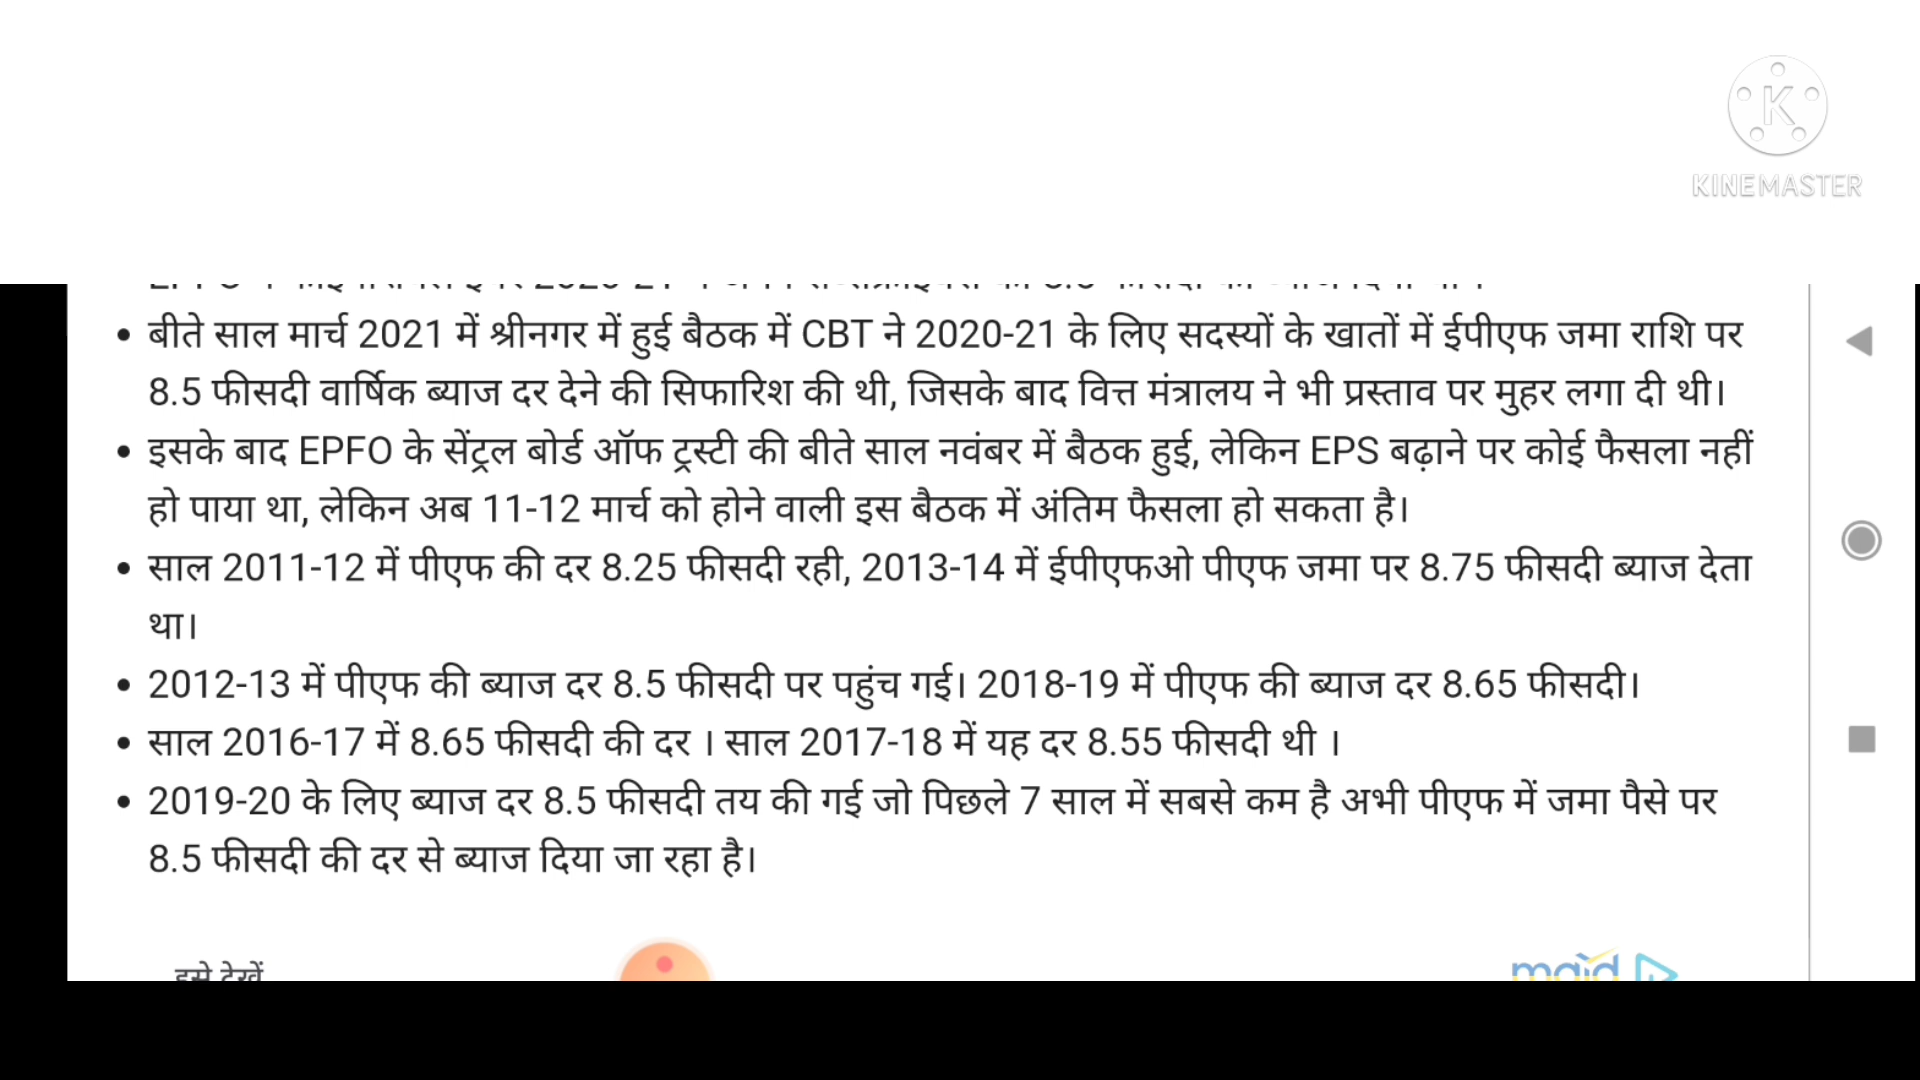 KINEMASTER
• बीते साल मार्च 2021 में श्रीनगर में हुई बैठक में CBT ने 2020-21 के लिए सदस्यों के खातों में ईपीएफ जमा राशि पर
8.5 फीसदी वार्षिक ब्याज दर देने की सिफारिश की थी, जिसके बाद वित्त मंत्रालय ने भी प्रस्ताव पर मुहर लगा दी थी।
• इसके बाद EPFO के सेंट्रल बोर्ड ऑफ ट्रस्टी की बीते साल नवंबर में बैठक हुई, लेकिन EPS बढ़ाने पर कोई फैसला नहीं
हो पाया था, लेकिन अब 11-12 मार्च को होने वाली इस बैठक में अंतिम फैसला हो सकता है।
• साल 2011-12 में पीएफ की दर 8.25 फीसदी रही, 2013-14 में ईपीएफओ पीएफ जमा पर 8.75 फीसदी ब्याज देता
था।
• 2012-13 में पीएफ की ब्याज दर 8.5 फीसदी पर पहुंच गई। 2018-19 में पीएफ की ब्याज दर 8.65 फीसदी।
• साल 2016-17 में 8.65 फीसदी की दर । साल 2017-18 में यह दर 8.55 फीसदी थी ।
• 2019-20 के लिए ब्याज दर 8.5 फीसदी तय की गई जो पिछले 7 साल में सबसे कम है अभी पीएफ में जमा पैसे पर
8.5 फीसदी की दर से ब्याज दिया जा रहा है।
इसे देखें